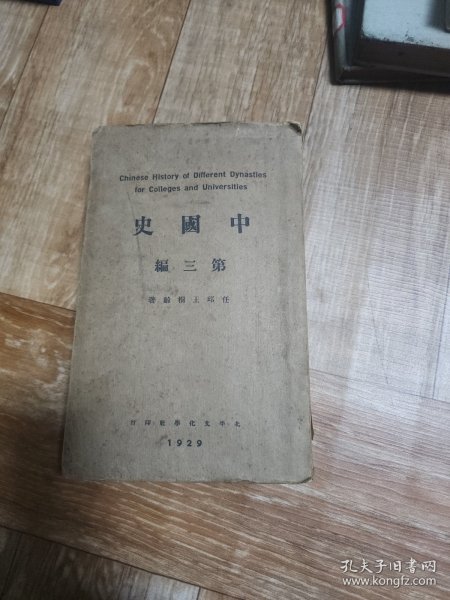 Chinese History of Different Dynasties
for Colleges and Universities
中國史
第三編
任邱王桐齡著
北平文化學社印行
1929
孔夫子旧书网
www.kongfz.com